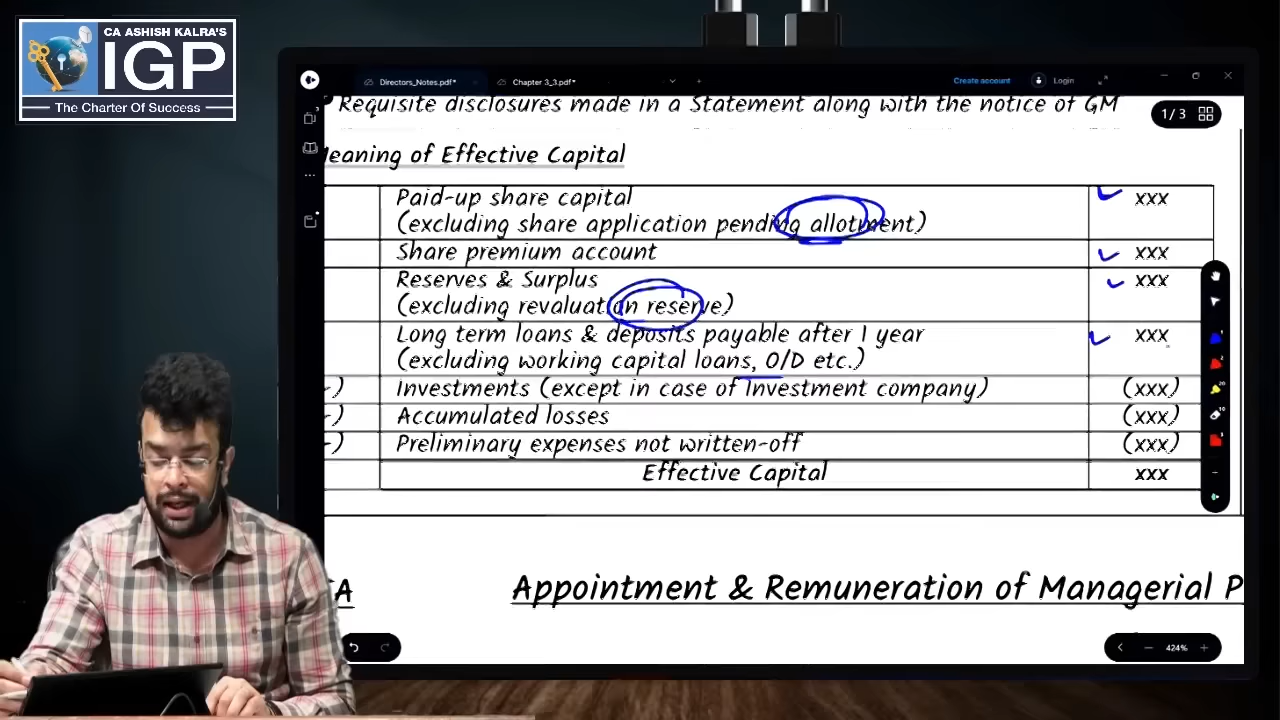 CA ASHISH KALRA'S
IGP
The Charter Of Success
Directors_Notes.pdf*
Chapter 3_3.pdf*
Create account
Login
Requisite disclosures made in a Statement along with the notice of GM
1/3
Meaning of Effective Capital
Paid-up share capital
(excluding share application pending allotment)
xxx
Share premium account
xxx
Reserves & Surplus
(excluding revaluation reserve)
xxx
Long term loans & deposits payable after 1 year
(excluding working capital loans, O/D etc.)
xxx
-) Investments (except in case of Investment company) (xxx)
-) Accumulated losses (xxx)
-) Preliminary expenses not written-off (xxx)
Effective Capital xxx
Appointment & Remuneration of Managerial P
424%